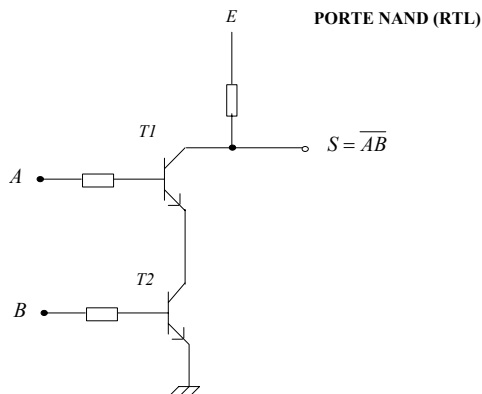 E PORTE NAND (RTL)
T1
S = \overline{AB}
A
T2
B